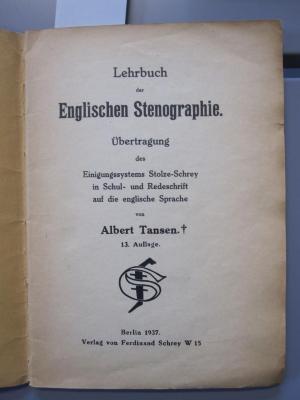 Lehrbuch
der
Englischen Stenographie.
Übertragung
des
Einigungssystems Stolze-Schrey
in Schul- und Redeschrift
auf die englische Sprache
von
Albert Tansen.†
13. Auflage.
Berlin 1937.
Verlag von Ferdinand Schrey W 15